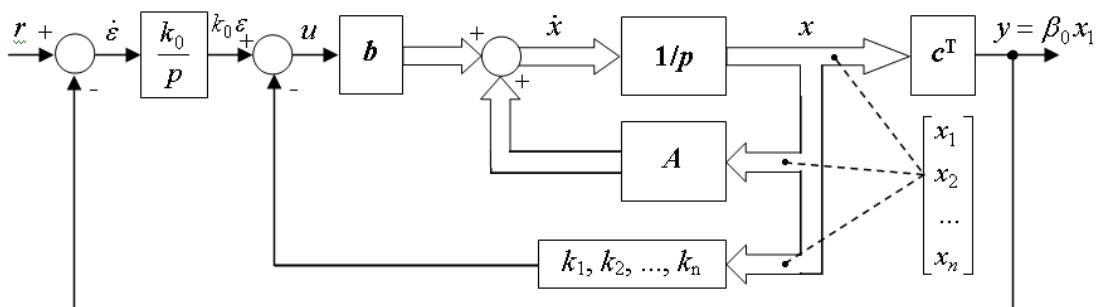 r + ε̇ k₀ k₀ε + u b + ẋ 1/p x cᵀ y = β₀x₁
p
- - +
A
x₁
x₂
...
xₙ
k₁, k₂, ..., kₙ